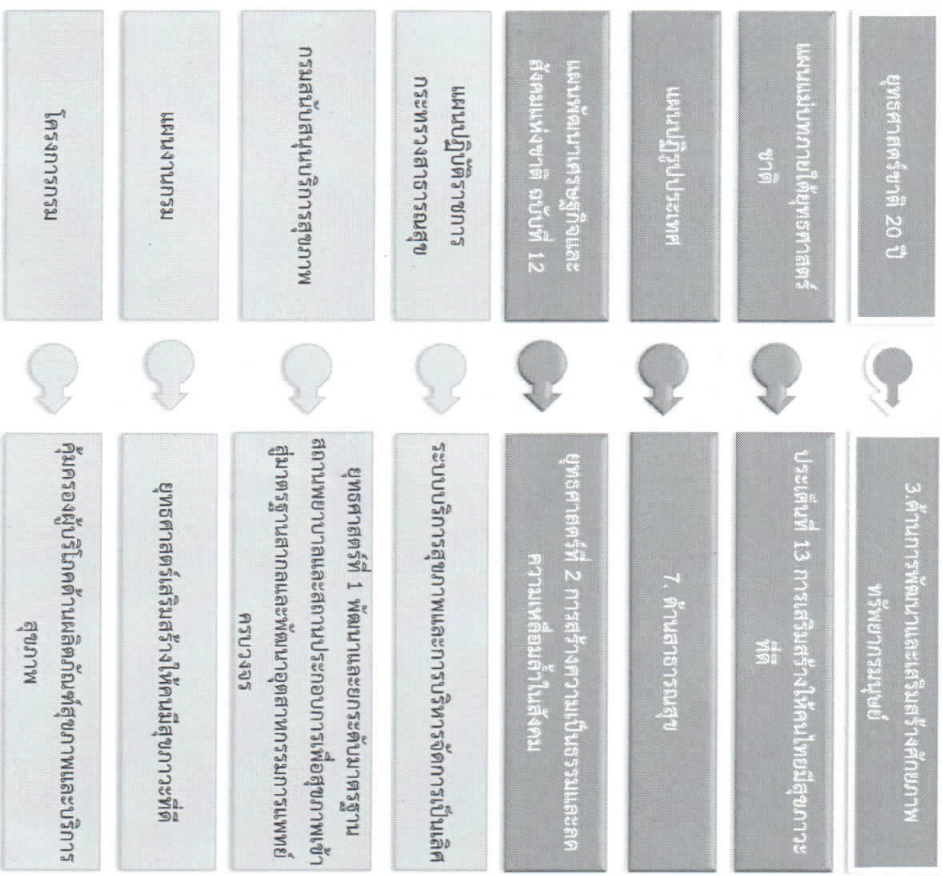 ยุทธศาสตร์ชาติ 20 ปี
3.ด้านการพัฒนาและเสริมสร้างศักยภาพ
ทรัพยากรมนุษย์
แผนแม่บทภายใต้ยุทธศาสตร์
ชาติ
ประเด็นที่ 13 การเสริมสร้างให้คนไทยมีสุขภาวะ
ที่ดี
แผนปฏิรูปประเทศ
7. ด้านสาธารณสุข
แผนพัฒนาเศรษฐกิจและ
สังคมแห่งชาติ ฉบับที่ 12
ยุทธศาสตร์ที่ 2 การสร้างความเป็นธรรมและลด
ความเหลื่อมล้ำในสังคม
แผนปฏิบัติราชการ
กระทรวงสาธารณสุข
ระบบบริการสุขภาพและการบริหารจัดการเป็นเลิศ
กรมสนับสนุนบริการสุขภาพ
ยุทธศาสตร์ที่ 1 พัฒนาและยกระดับมาตรฐาน
สถานพยาบาลและสถานประกอบการเพื่อสุขภาพเข้า
สู่มาตรฐานสากลและพัฒนาอุตสาหกรรมการแพทย์
ครบวงจร
แผนงานกรม
ยุทธศาสตร์เสริมสร้างให้คนมีสุขภาวะที่ดี
โครงการกรม
คุ้มครองผู้บริโภคด้านผลิตภัณฑ์สุขภาพและบริการ
สุขภาพ